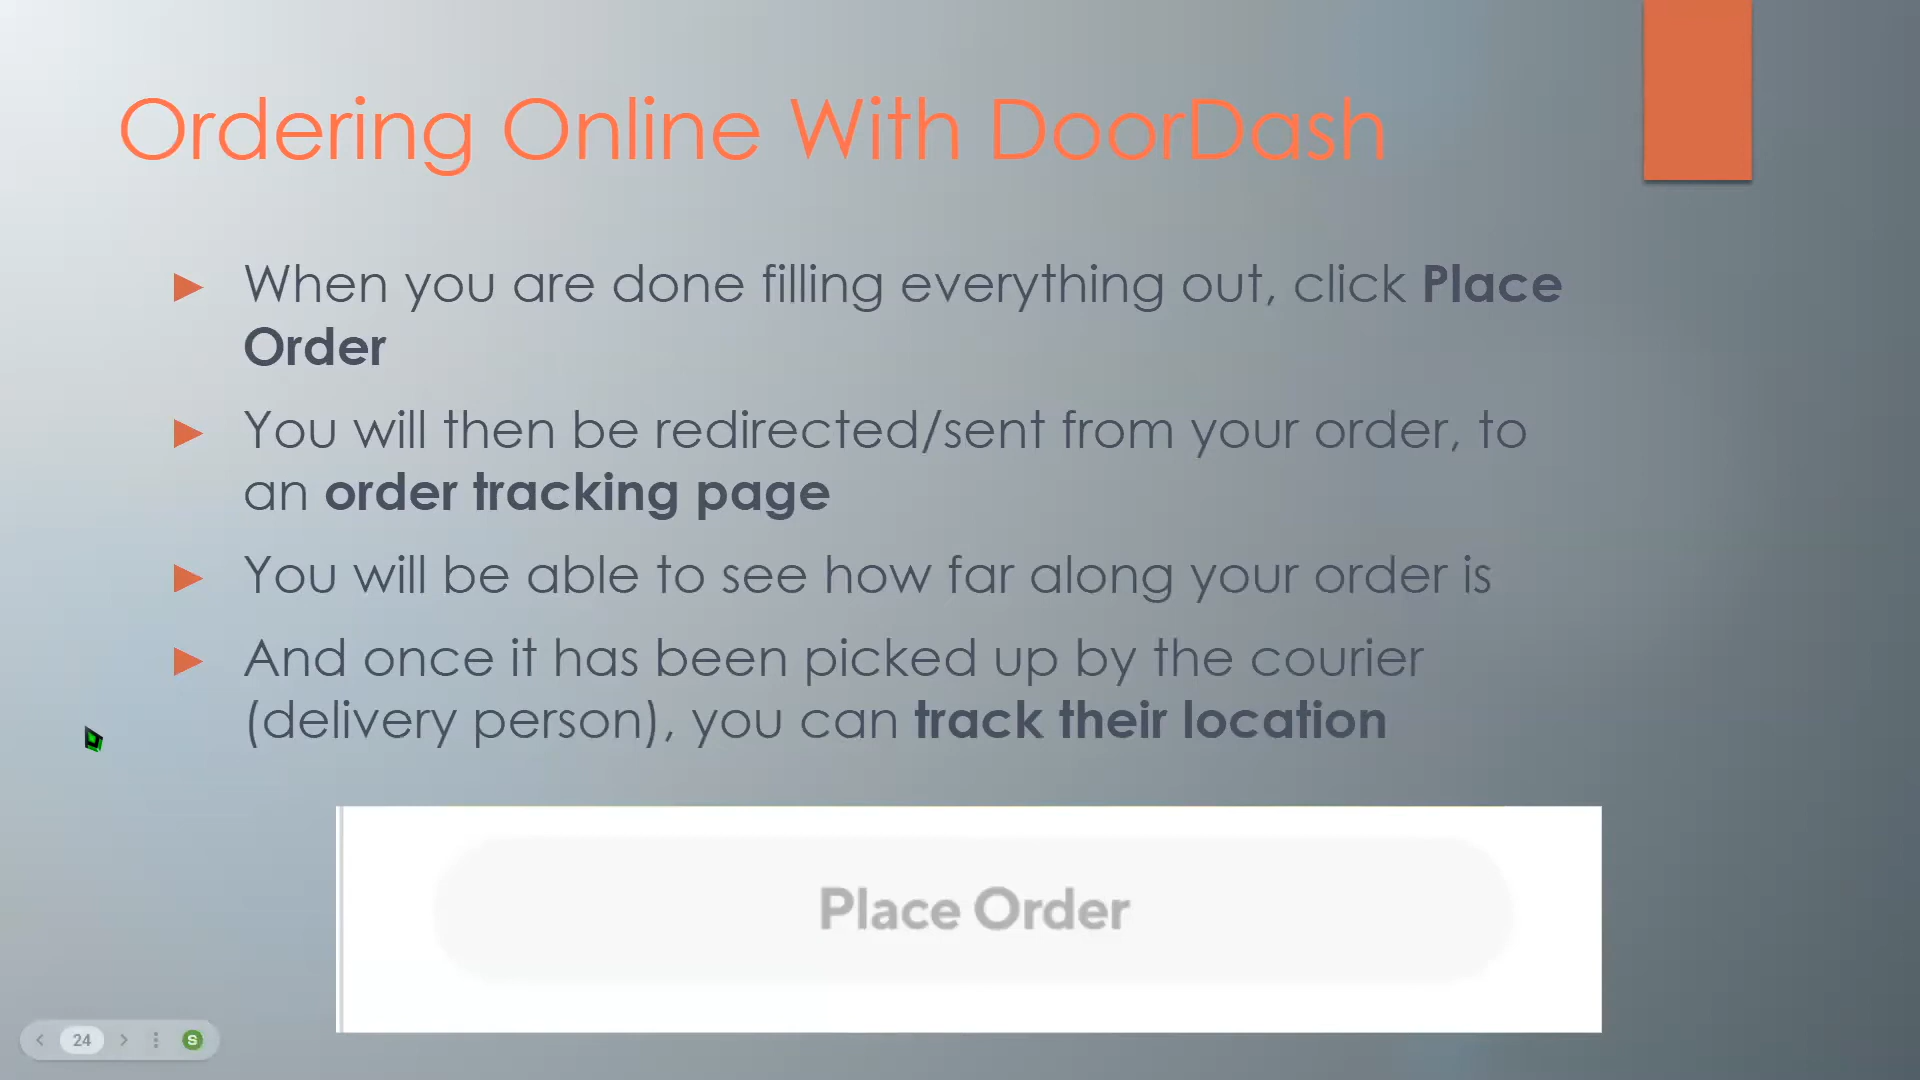 Ordering Online With DoorDash
When you are done filling everything out, click Place
Order
You will then be redirected/sent from your order, to
an order tracking page
You will be able to see how far along your order is
And once it has been picked up by the courier
(delivery person), you can track their location
Place Order
24
S